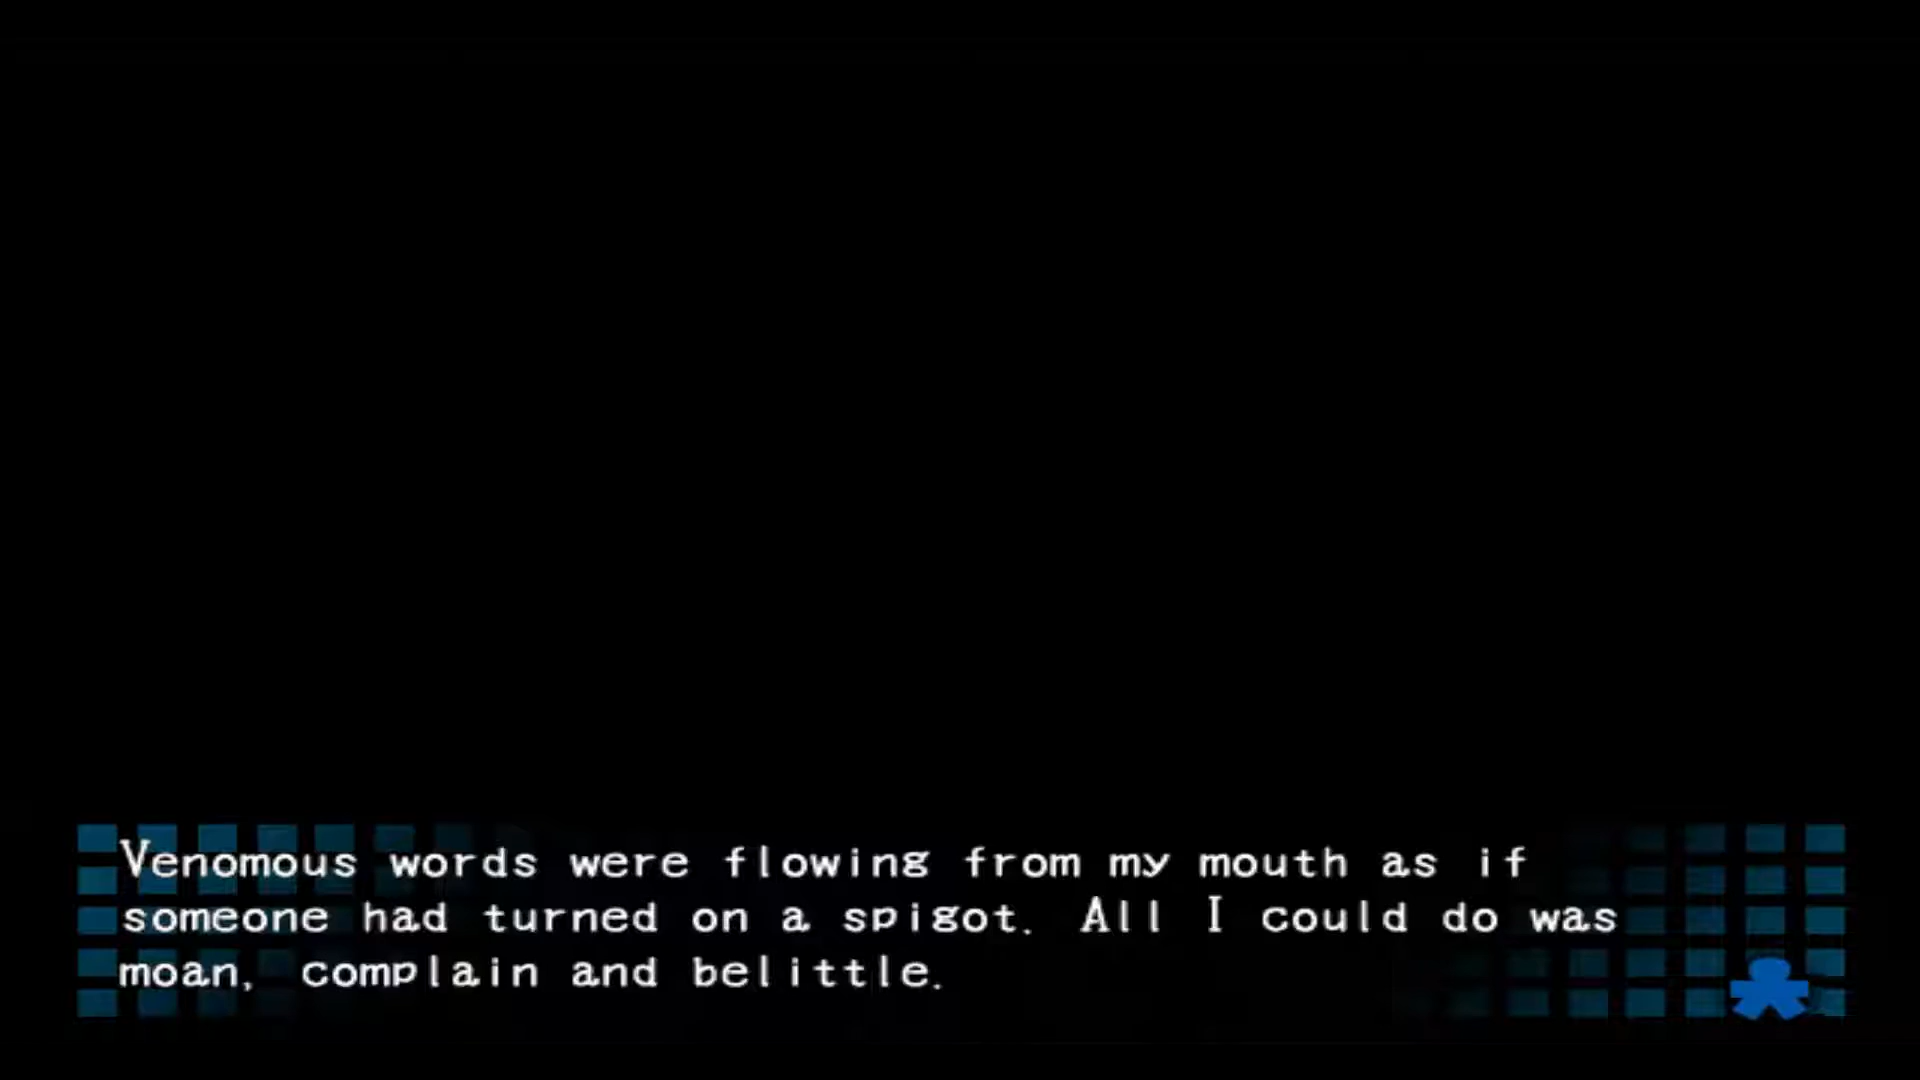 Venomous words were flowing from my mouth as if
someone had turned on a spigot. All I could do was
moan, complain and belittle.